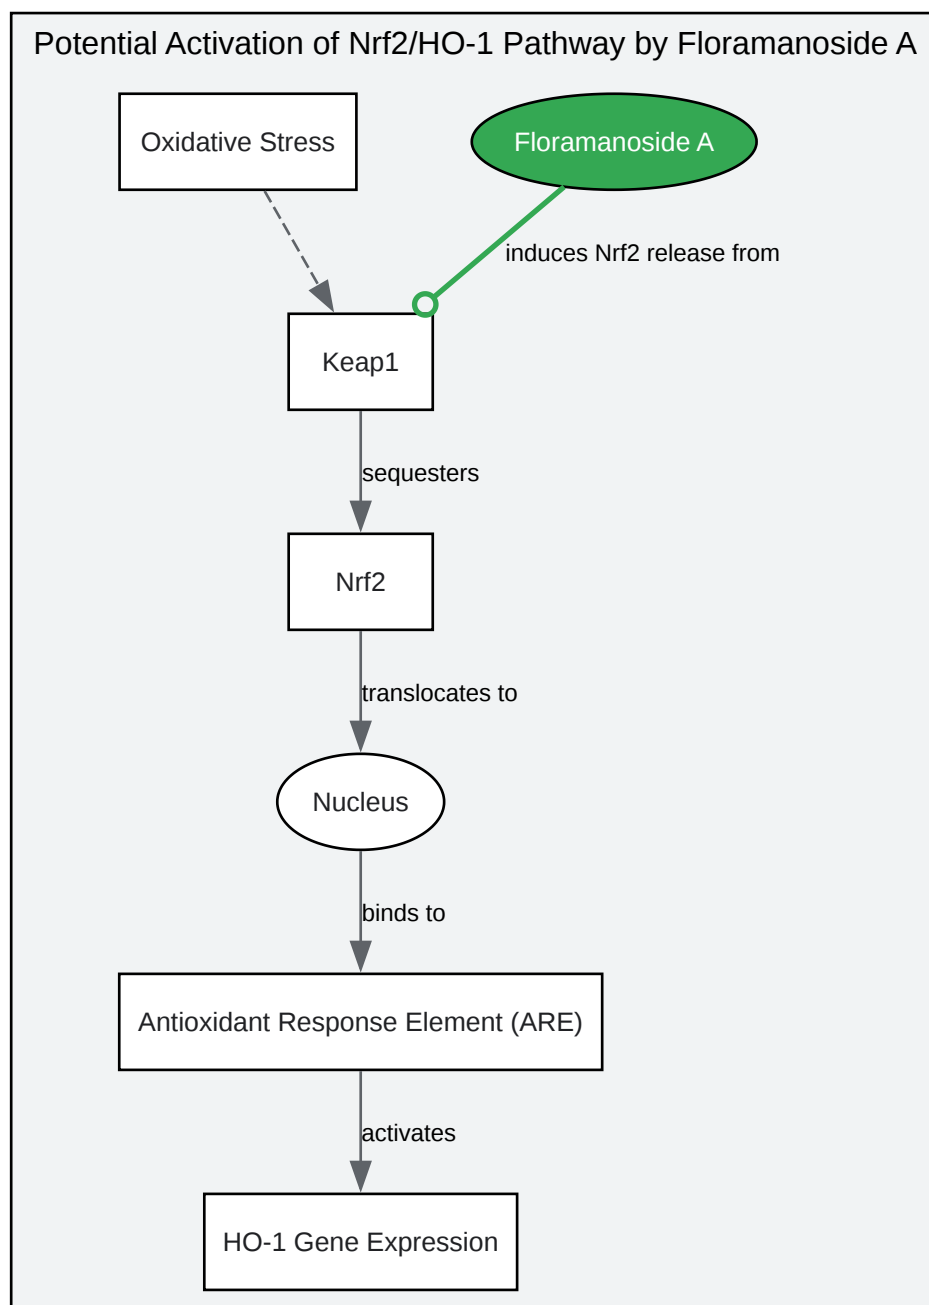 Potential Activation of Nrf2/HO-1 Pathway by Floramanoside A
Oxidative Stress
Floramanoside A
induces Nrf2 release from
Keap1
sequesters
Nrf2
translocates to
Nucleus
binds to
Antioxidant Response Element (ARE)
activates
HO-1 Gene Expression